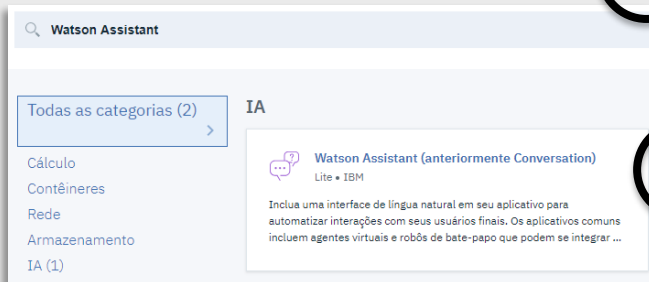 Watson Assistant
Todas as categorias (2)
Cálculo
Contêineres
Rede
Armazenamento
IA (1)
IA
Watson Assistant (anteriormente Conversation)
Lite • IBM
Inclua uma interface de língua natural em seu aplicativo para
automatizar interações com seus usuários finais. Os aplicativos comuns
incluem agentes virtuais e robôs de bate-papo que podem se integrar ...